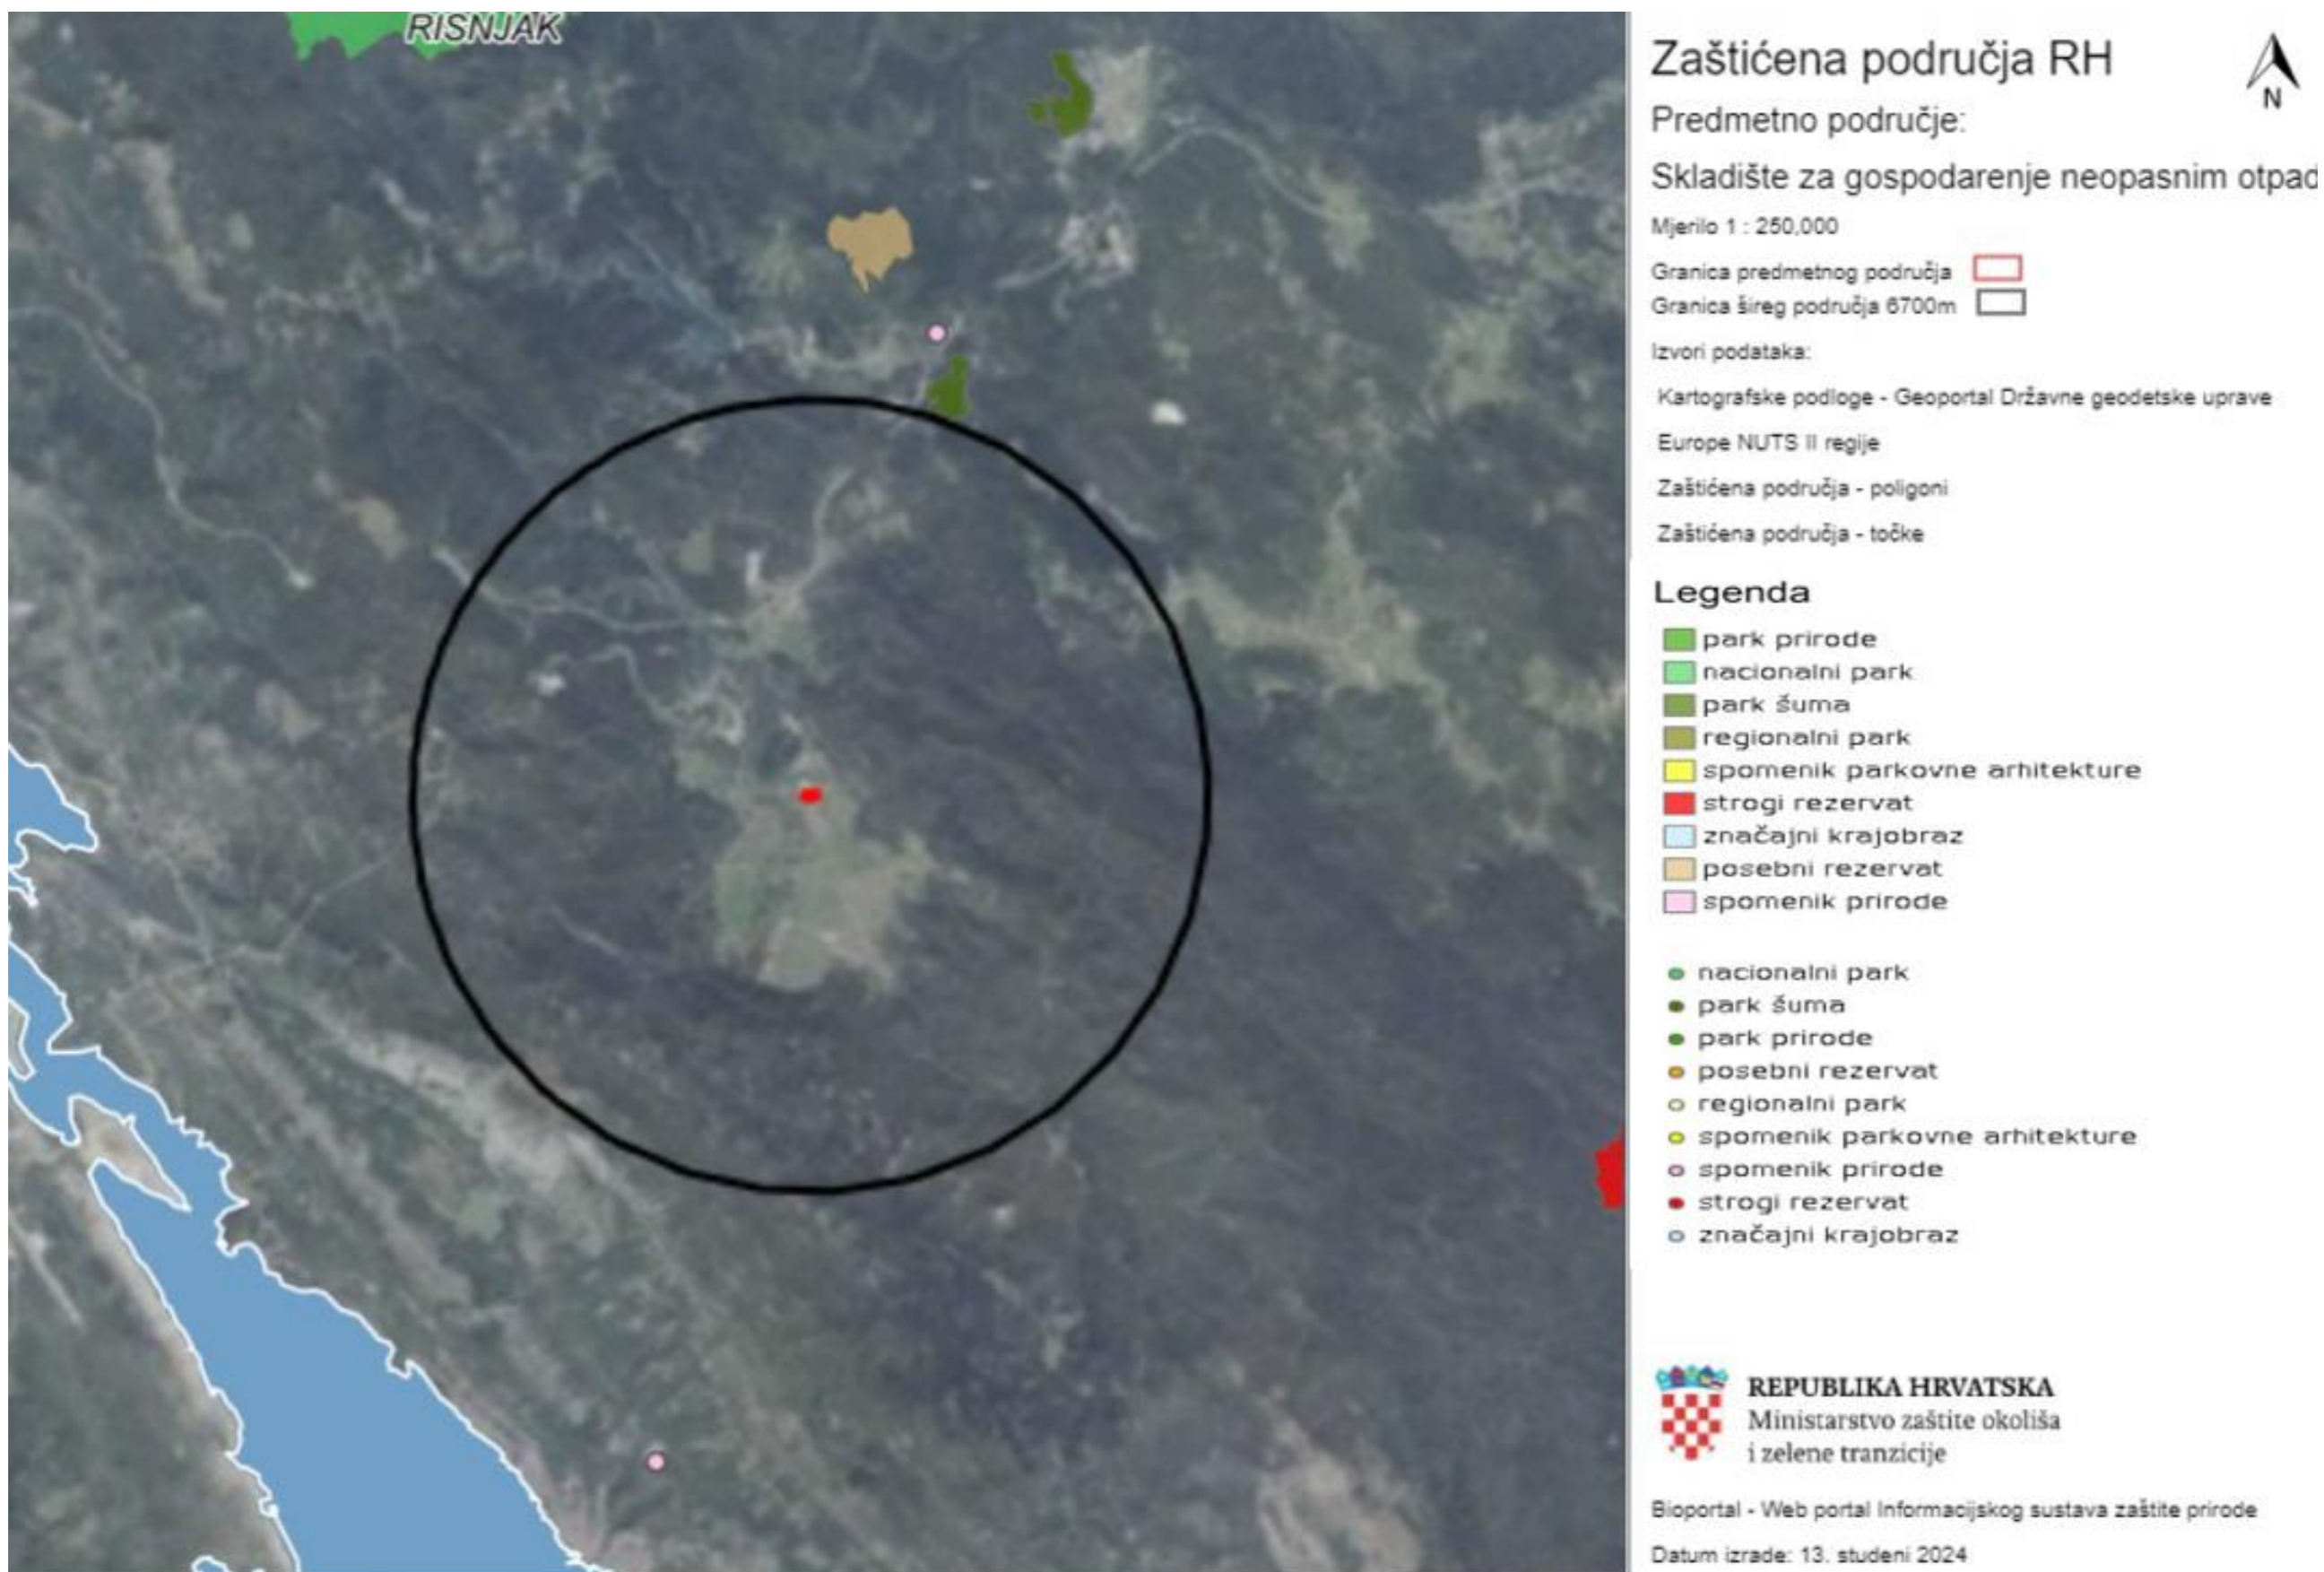 RISNJAK
Zaštićena područja RH
N
Predmetno područje:
Skladište za gospodarenje neopasnim otpad
Mjerilo 1 : 250,000
Granica predmetnog područja
Granica šireg područja 6700m
Izvori podataka:
Kartografske podloge - Geoportal Državne geodetske uprave
Europe NUTS II regije
Zaštićena područja - poligoni
Zaštićena područja - točke
Legenda
park prirode
nacionalni park
park šuma
regionalni park
spomenik parkovne arhitekture
strogi rezervat
značajni krajobraz
posebni rezervat
spomenik prirode
nacionalni park
park šuma
park prirode
posebni rezervat
regionalni park
spomenik parkovne arhitekture
spomenik prirode
strogi rezervat
značajni krajobraz
REPUBLIKA HRVATSKA
Ministarstvo zaštite okoliša
i zelene tranzicije
Bioportal - Web portal Informacijskog sustava zaštite prirode
Datum izrade: 13. studeni 2024